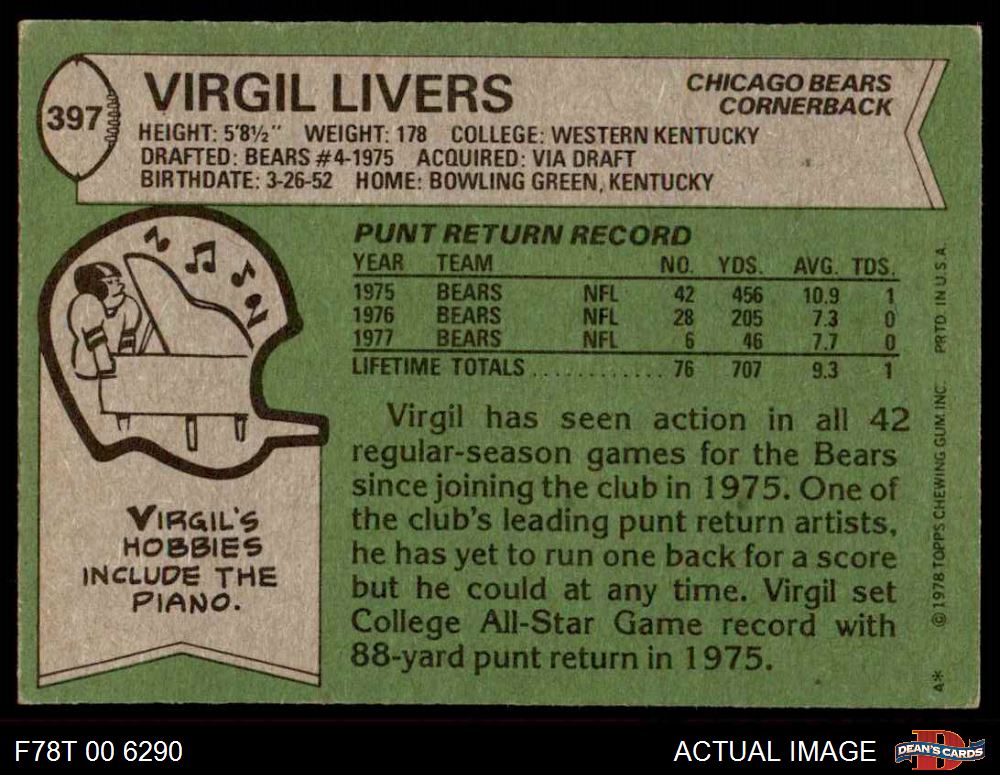 397
VIRGIL LIVERS
CHICAGO BEARS
CORNERBACK
HEIGHT: 5'8½" WEIGHT: 178 COLLEGE: WESTERN KENTUCKY
DRAFTED: BEARS #4-1975 ACQUIRED: VIA DRAFT
BIRTHDATE: 3-26-52 HOME: BOWLING GREEN, KENTUCKY
PUNT RETURN RECORD
YEAR TEAM NO. YDS. AVG. TDS.
1975 BEARS NFL 42 456 10.9 1
1976 BEARS NFL 28 205 7.3 0
1977 BEARS NFL 6 46 7.7 0
LIFETIME TOTALS............ 76 707 9.3 1
Virgil has seen action in all 42
regular-season games for the Bears
since joining the club in 1975. One of
the club's leading punt return artists,
he has yet to run one back for a score
but he could at any time. Virgil set
College All-Star Game record with
88-yard punt return in 1975.
VIRGIL'S
HOBBIES
INCLUDE THE
PIANO.
A* ©1978 TOPPS CHEWING GUM, INC. PRTD. IN U.S.A.
F78T 00 6290
ACTUAL IMAGE
D
DEAN'S CARDS